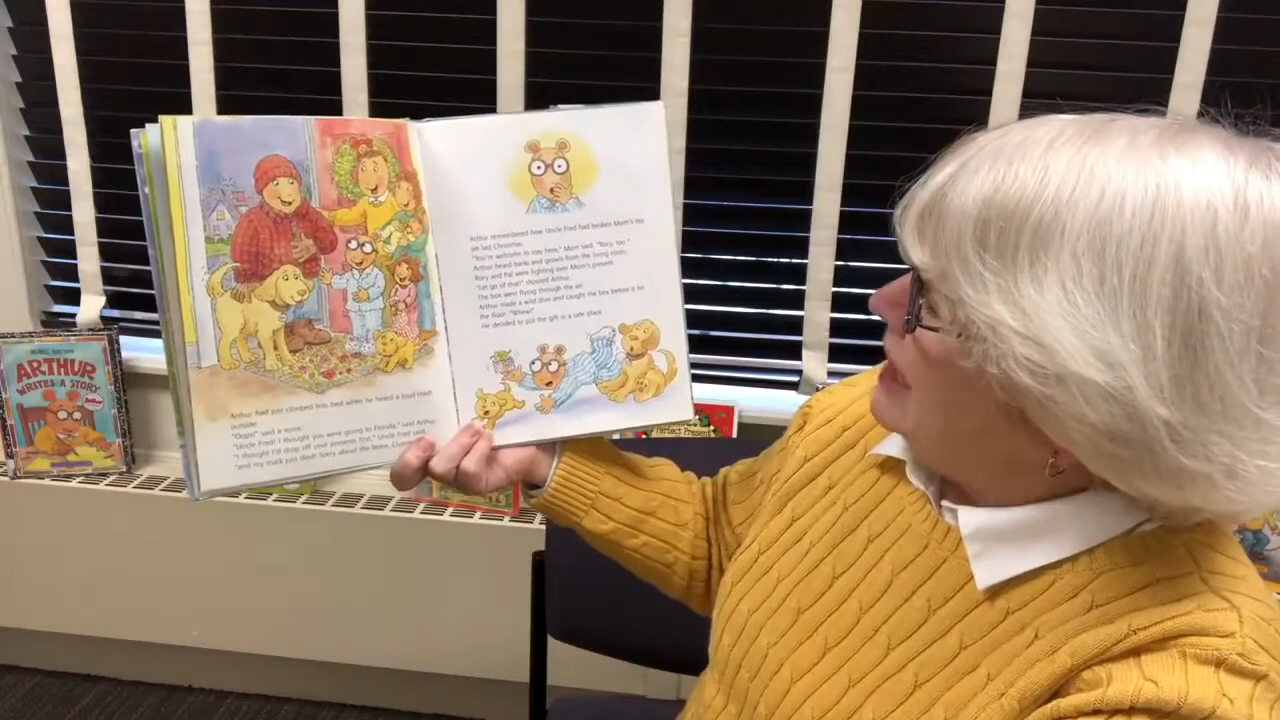 MARC BROWN
ARTHUR
WRITES A STORY
Arthur had just climbed into bed when he heard a loud crash
outside.
"Oops!" said a voice.
"Uncle Fred! I thought you were going to Florida," said Arthur.
"I thought I'd drop off your presents first," Uncle Fred said,
"and my truck just died! Sorry about the
Arthur remembered how Uncle Fred had broken Mom's tea
set last Christmas.
"You're welcome to stay here," Mom said. "Rory, too."
Arthur heard barks and growls from the living room.
Rory and Pal were fighting over Mom's present.
"Let go of that!" shouted Arthur.
The box went flying through the air.
Arthur made a wild dive and caught the box before it hit
the floor. "Whew!"
He decided to put the gift in a safe place.
Perfect Present